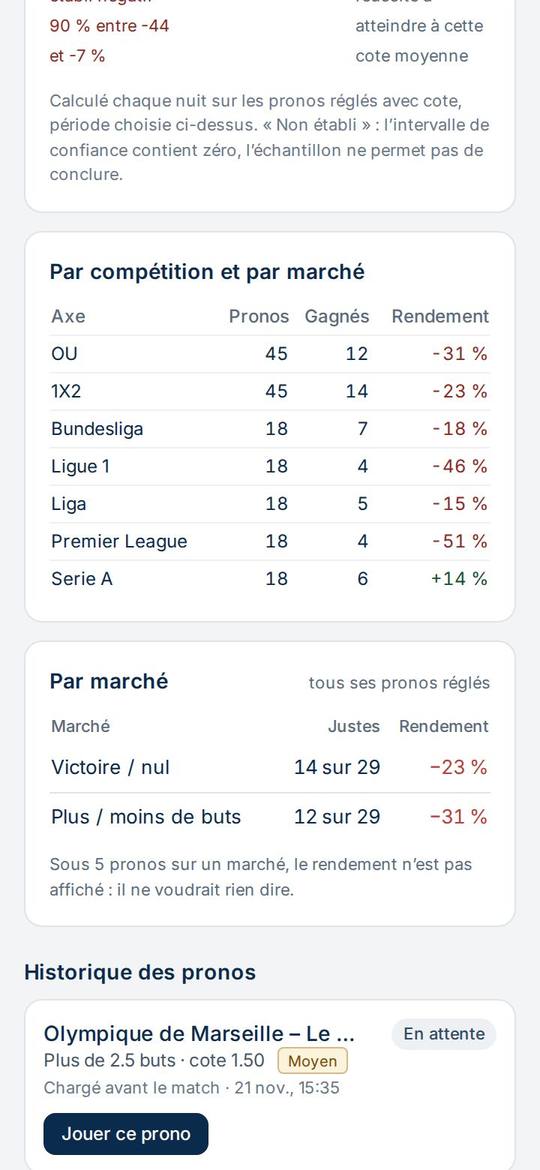 90 % entre -44
et -7 %
atteindre à cette
cote moyenne
Calculé chaque nuit sur les pronos réglés avec cote,
période choisie ci-dessus. « Non établi » : l’intervalle de
confiance contient zéro, l’échantillon ne permet pas de
conclure.
Par compétition et par marché
Axe Pronos Gagnés Rendement
OU 45 12 -31 %
1X2 45 14 -23 %
Bundesliga 18 7 -18 %
Ligue 1 18 4 -46 %
Liga 18 5 -15 %
Premier League 18 4 -51 %
Serie A 18 6 +14 %
Par marché tous ses pronos réglés
Marché Justes Rendement
Victoire / nul 14 sur 29 −23 %
Plus / moins de buts 12 sur 29 −31 %
Sous 5 pronos sur un marché, le rendement n’est pas
affiché : il ne voudrait rien dire.
Historique des pronos
Olympique de Marseille – Le ... En attente
Plus de 2.5 buts · cote 1.50 Moyen
Chargé avant le match · 21 nov., 15:35
Jouer ce prono